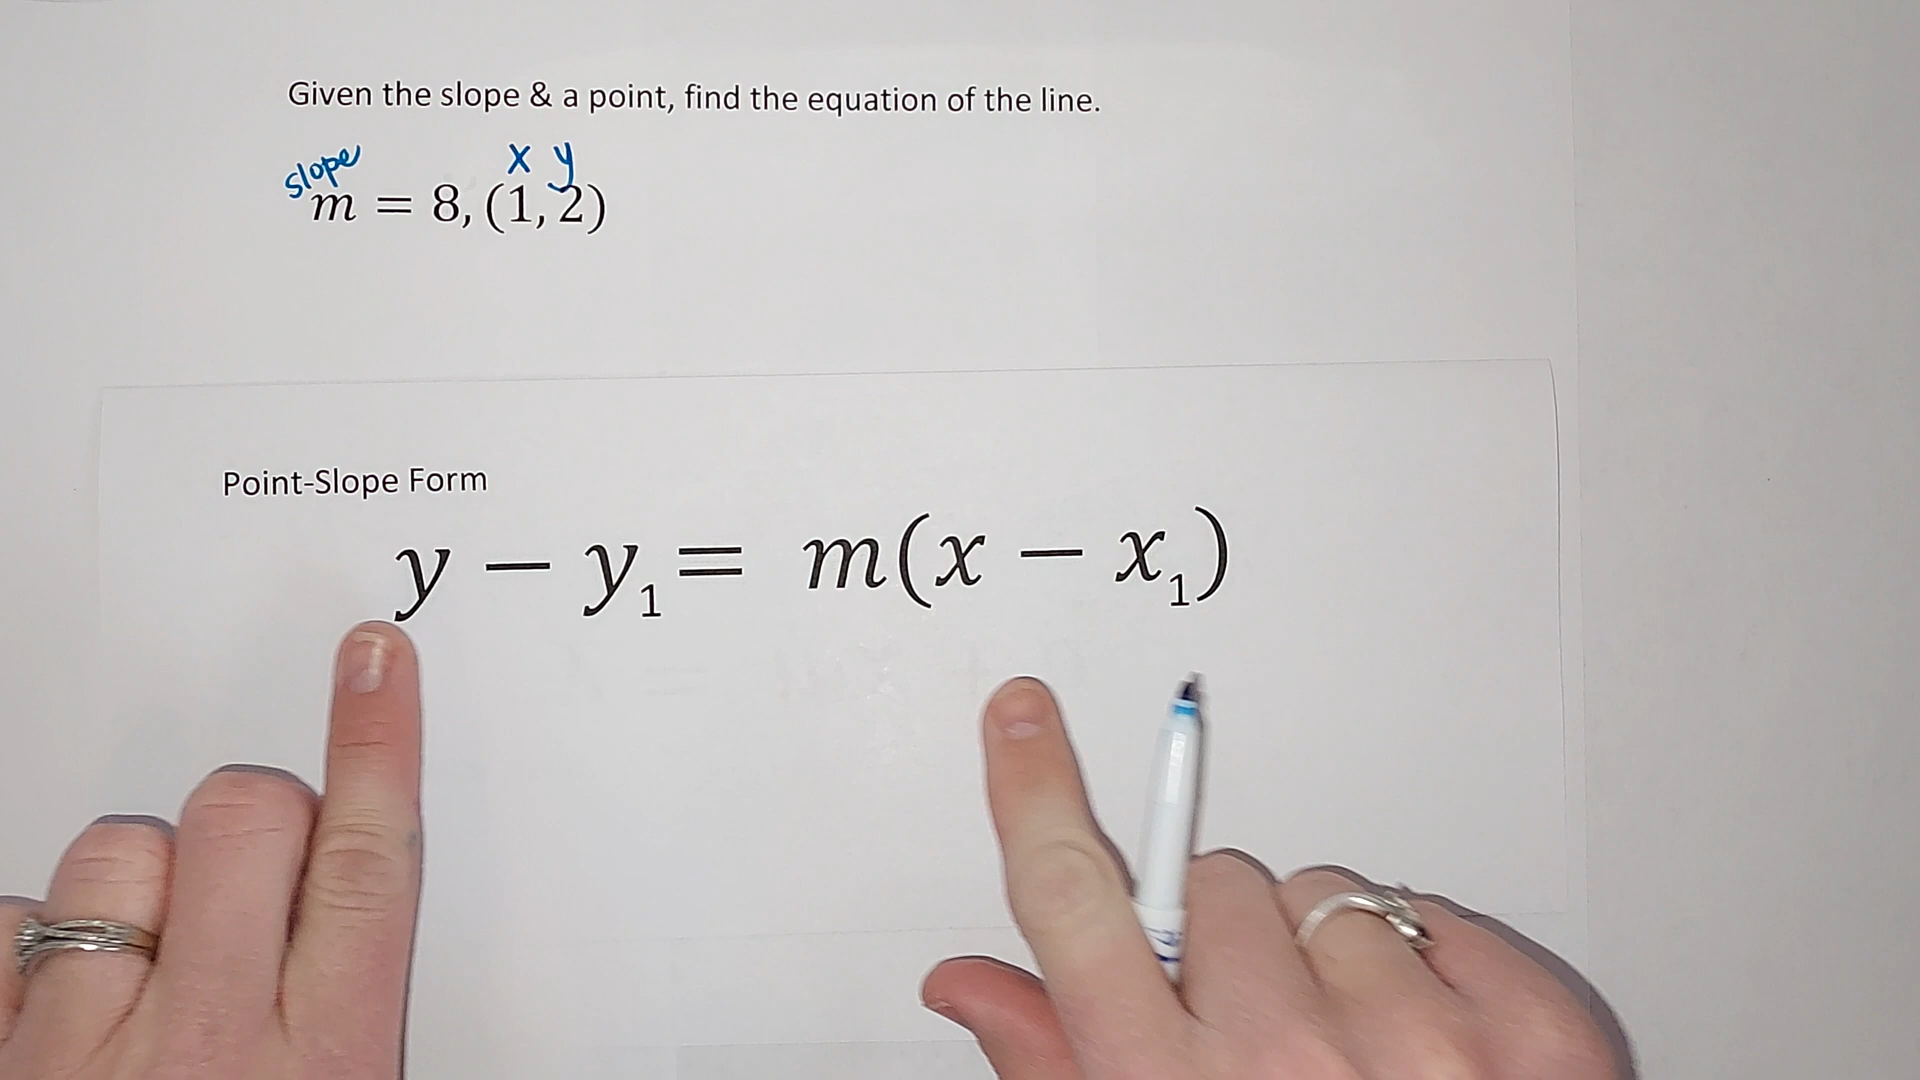 Given the slope & a point, find the equation of the line.
slope x y
m = 8, (1, 2)
Point-Slope Form
y − y₁ = m(x − x₁)